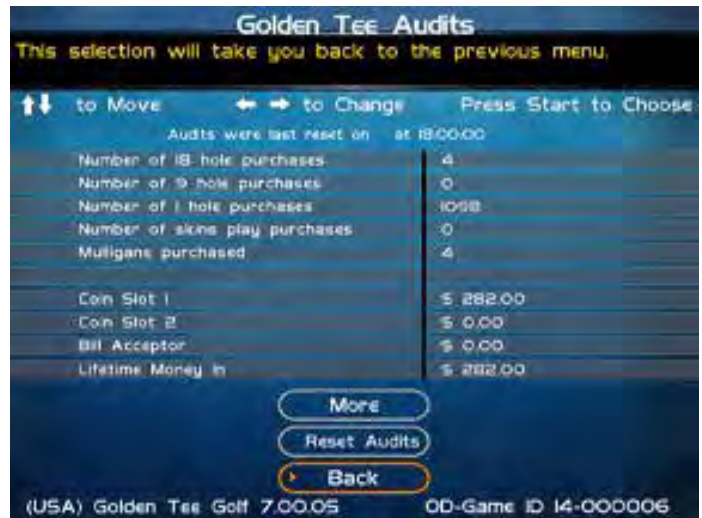 Golden Tee Audits
This selection will take you back to the previous menu.
to Move to Change Press Start to Choose
Audits were last reset on at 18:00:00
Number of 18 hole purchases 4
Number of 9 hole purchases 0
Number of 1 hole purchases 1098
Number of skins play purchases 0
Mulligans purchased 4
Coin Slot 1 $ 282.00
Coin Slot 2 $ 0.00
Bill Acceptor $ 0.00
Lifetime Money In $ 282.00
More
Reset Audits
Back
(USA) Golden Tee Golf 7.00.05 OD-Game ID 14-000006